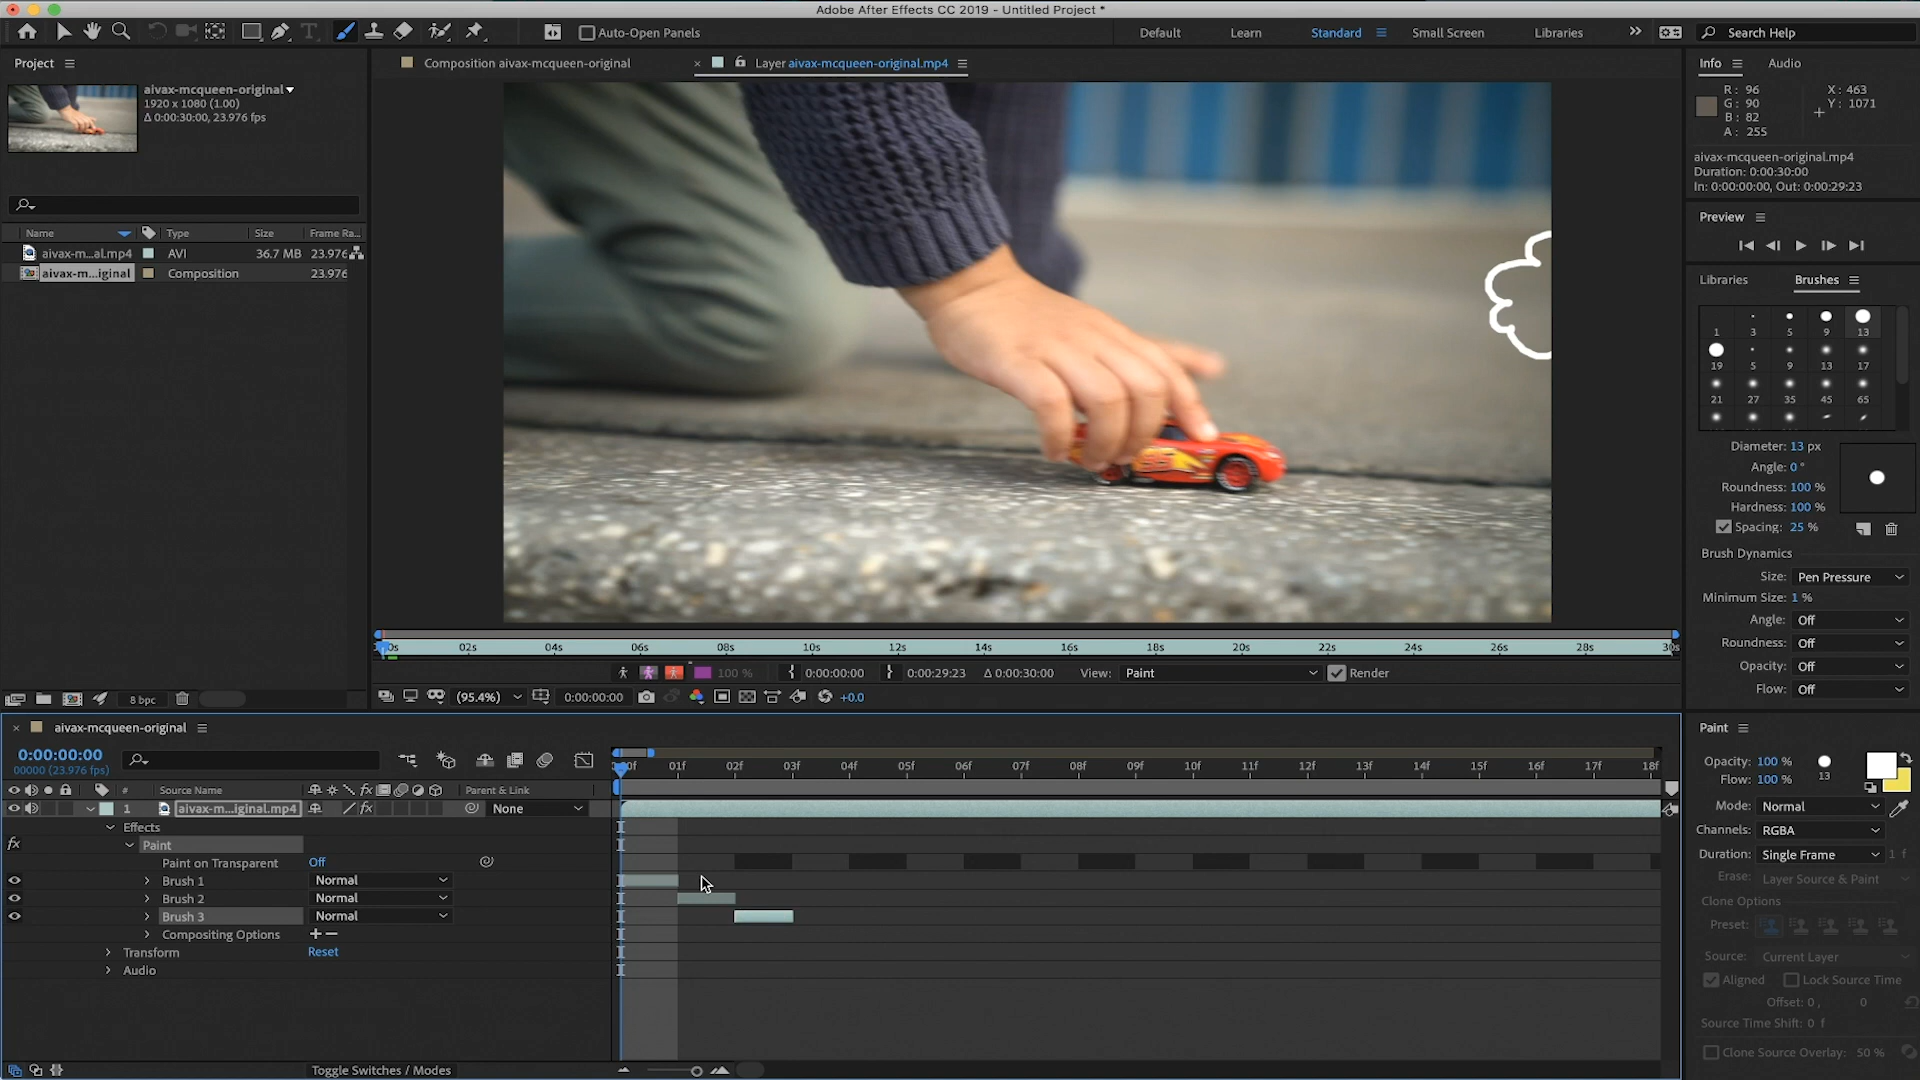 Adobe After Effects CC 2019 - Untitled Project *
Auto-Open Panels
Default
Learn
Standard
Small Screen
Libraries
Search Help
Project
aivax-mcqueen-original
1920 x 1080 (1.00)
Δ 0:00:30:00, 23.976 fps
Name
Type
Size
Frame Ra...
aivax-m...al.mp4
AVI
36.7 MB
23.976
aivax-m...iginal
Composition
23.976
8 bpc
Composition aivax-mcqueen-original
Layer aivax-mcqueen-original.mp4
02s 04s 06s 08s 10s 12s 14s 16s 18s 20s 22s 24s 26s 28s 30s
100 %
0:00:00:00
0:00:29:23
Δ 0:00:30:00
View: Paint
Render
(95.4%)
0:00:00:00
+0.0
Info
Audio
R: 96
G: 90
B: 82
A: 255
X: 463
Y: 1071
aivax-mcqueen-original.mp4
Duration: 0:00:30:00
In: 0:00:00:00, Out: 0:00:29:23
Preview
Libraries
Brushes
1 3 5 9 13
19 5 9 13 17
21 27 35 45 65
Diameter: 13 px
Angle: 0 °
Roundness: 100 %
Hardness: 100 %
Spacing: 25 %
Brush Dynamics
Size: Pen Pressure
Minimum Size: 1 %
Angle: Off
Roundness: Off
Opacity: Off
Flow: Off
aivax-mcqueen-original
0:00:00:00
00000 (23.976 fps)
# Source Name
Parent & Link
1 aivax-m...iginal.mp4
None
Effects
fx Paint
Paint on Transparent Off
Brush 1 Normal
Brush 2 Normal
Brush 3 Normal
Compositing Options
Transform Reset
Audio
Toggle Switches / Modes
01f 02f 03f 04f 05f 06f 07f 08f 09f 10f 11f 12f 13f 14f 15f 16f 17f 18f
Paint
Opacity: 100 %
Flow: 100 %
13
Mode: Normal
Channels: RGBA
Duration: Single Frame 1 f
Erase: Layer Source & Paint
Clone Options
Preset:
Source: Current Layer
Aligned
Lock Source Time
Offset: 0 , 0
Source Time Shift: 0 f
Clone Source Overlay: 50 %